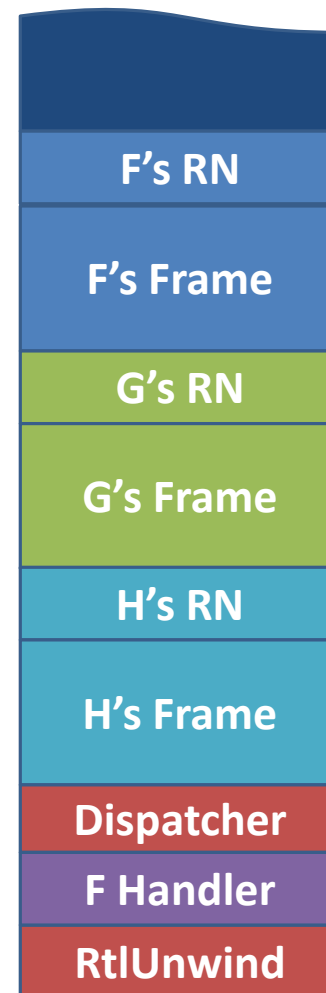 F’s RN
F’s Frame
G’s RN
G’s Frame
H’s RN
H’s Frame
Dispatcher
F Handler
RtlUnwind